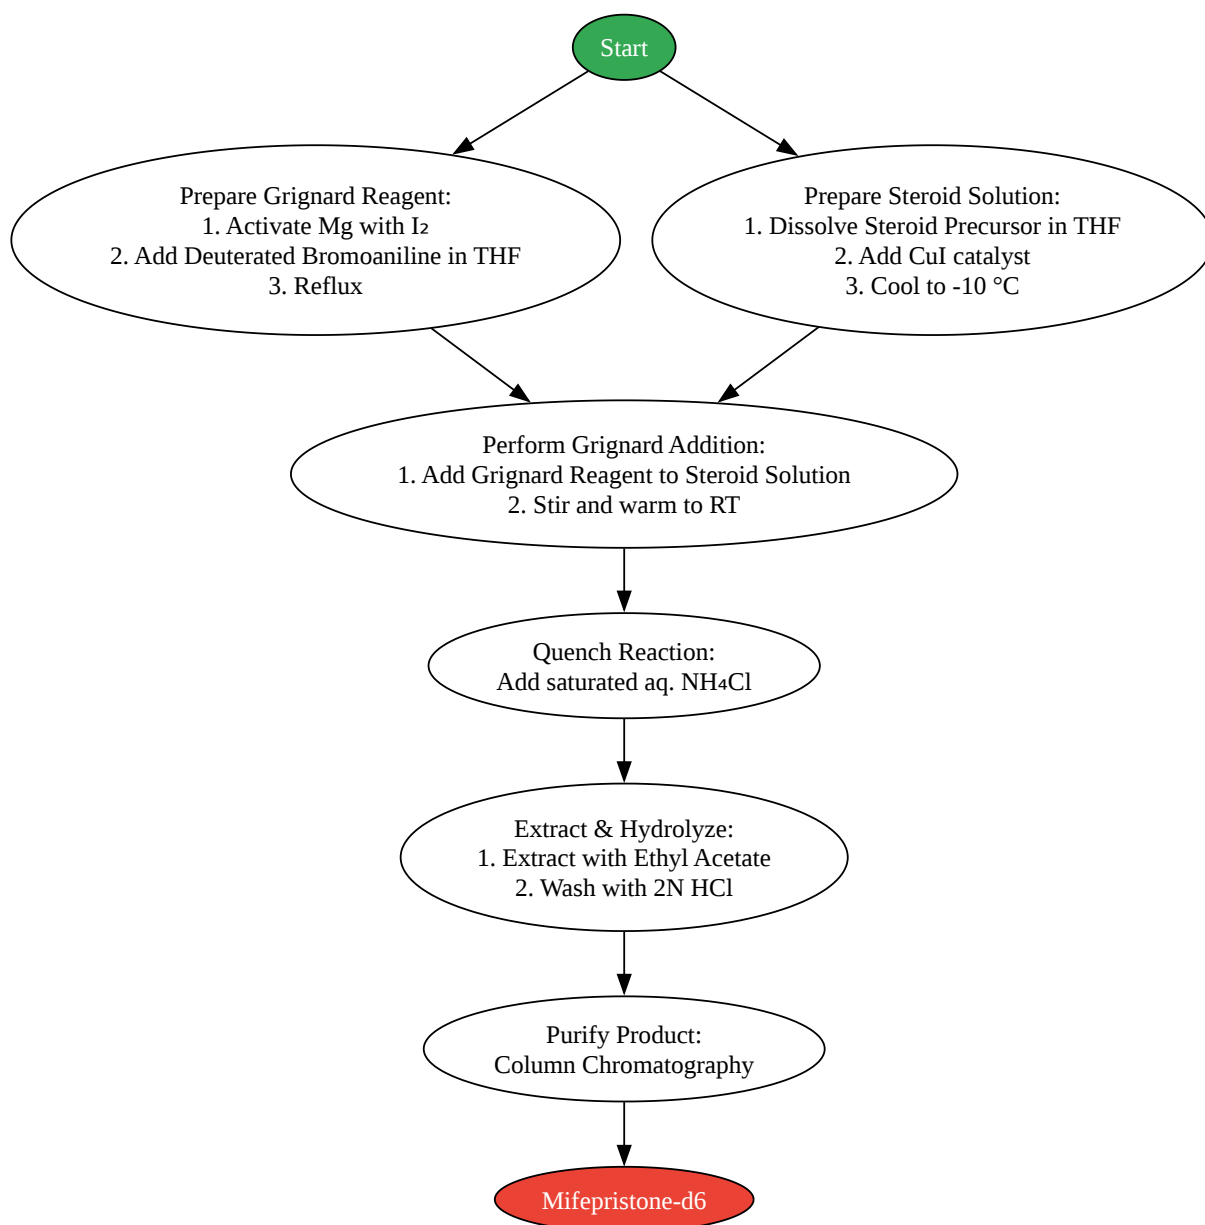 Start
Prepare Grignard Reagent:
1. Activate Mg with I₂
2. Add Deuterated Bromoaniline in THF
3. Reflux
Prepare Steroid Solution:
1. Dissolve Steroid Precursor in THF
2. Add CuI catalyst
3. Cool to -10 °C
Perform Grignard Addition:
1. Add Grignard Reagent to Steroid Solution
2. Stir and warm to RT
Quench Reaction:
Add saturated aq. NH₄Cl
Extract & Hydrolyze:
1. Extract with Ethyl Acetate
2. Wash with 2N HCl
Purify Product:
Column Chromatography
Mifepristone-d6